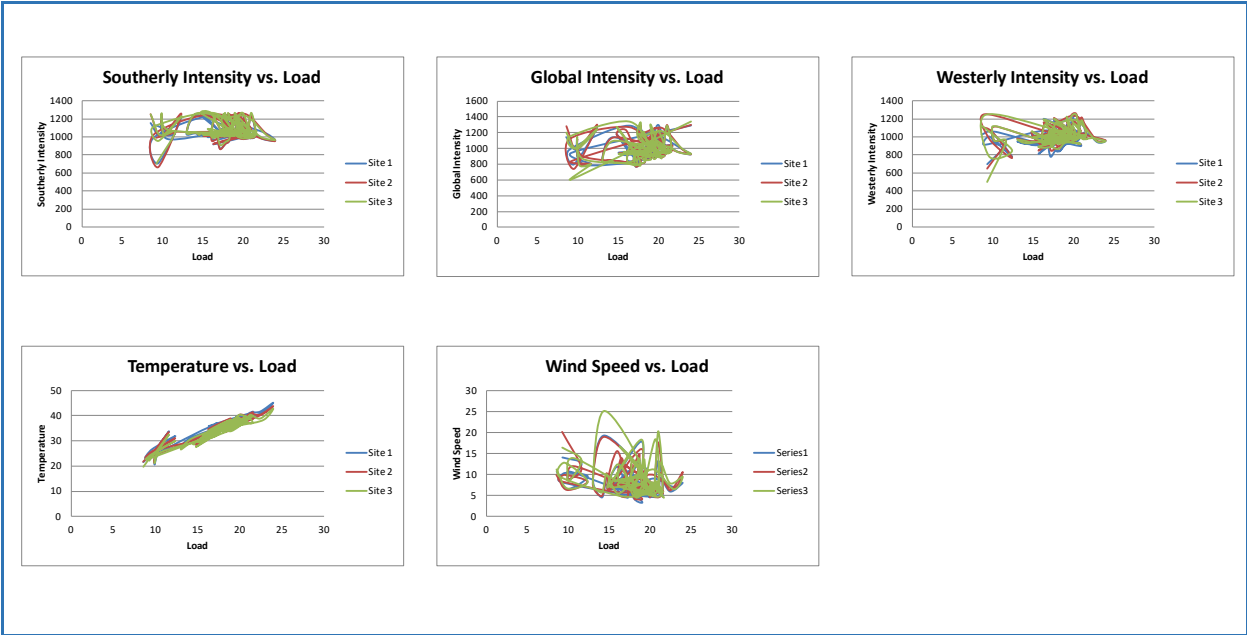 Southerly Intensity vs. Load
1400
1200
1000
800
600
400
200
0
0 5 10 15 20 25 30
Southerly Intensity
Load
Site 1
Site 2
Site 3
Global Intensity vs. Load
1600
1400
1200
1000
800
600
400
200
0
0 5 10 15 20 25 30
Global Intensity
Load
Site 1
Site 2
Site 3
Westerly Intensity vs. Load
1400
1200
1000
800
600
400
200
0
0 5 10 15 20 25 30
Westerly Intensity
Load
Site 1
Site 2
Site 3
Temperature vs. Load
50
40
30
20
10
0
0 5 10 15 20 25 30
Temperature
Load
Site 1
Site 2
Site 3
Wind Speed vs. Load
30
25
20
15
10
5
0
0 5 10 15 20 25 30
Wind Speed
Load
Series1
Series2
Series3